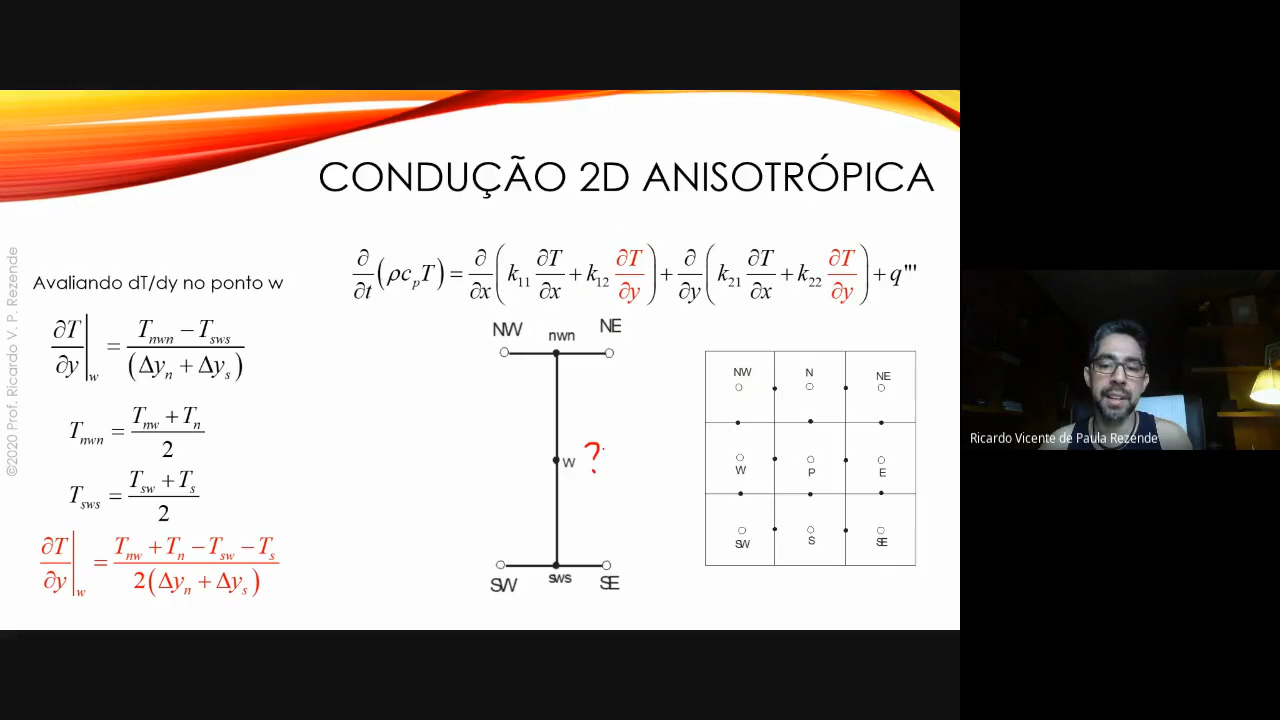 CONDUÇÃO 2D ANISOTRÓPICA
∂/∂t (ρc_pT) = ∂/∂x (k₁₁ ∂T/∂x + k₁₂ ∂T/∂y) + ∂/∂y (k₂₁ ∂T/∂x + k₂₂ ∂T/∂y) + q'''
Avaliando dT/dy no ponto w
∂T/∂y|_w = (T_nwn − T_sws)/(Δy_n + Δy_s)
T_nwn = (T_nw + T_n)/2
T_sws = (T_sw + T_s)/2
∂T/∂y|_w = (T_nw + T_n − T_sw − T_s)/2(Δy_n + Δy_s)
NW nwn NE
w ?
SW sws SE
NW N NE
W P E
SW S SE
©2020 Prof. Ricardo V. P. Rezende
Ricardo Vicente de Paula Rezende